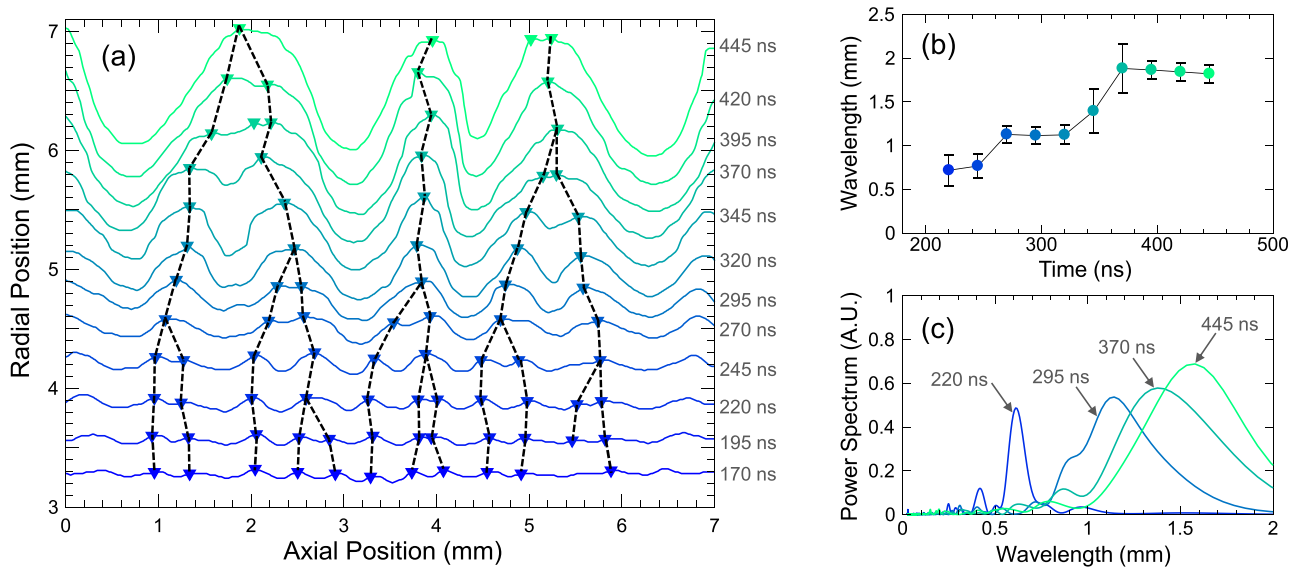 (a)
7
6
5
4
3
Radial Position (mm)
445 ns
420 ns
395 ns
370 ns
345 ns
320 ns
295 ns
270 ns
245 ns
220 ns
195 ns
170 ns
0 1 2 3 4 5 6 7
Axial Position (mm)
(b)
2.5
2
1.5
1
0.5
0
Wavelength (mm)
200 300 400 500
Time (ns)
(c)
1
0.8
0.6
0.4
0.2
0
Power Spectrum (A.U.)
220 ns
295 ns
370 ns
445 ns
0 0.5 1 1.5 2
Wavelength (mm)